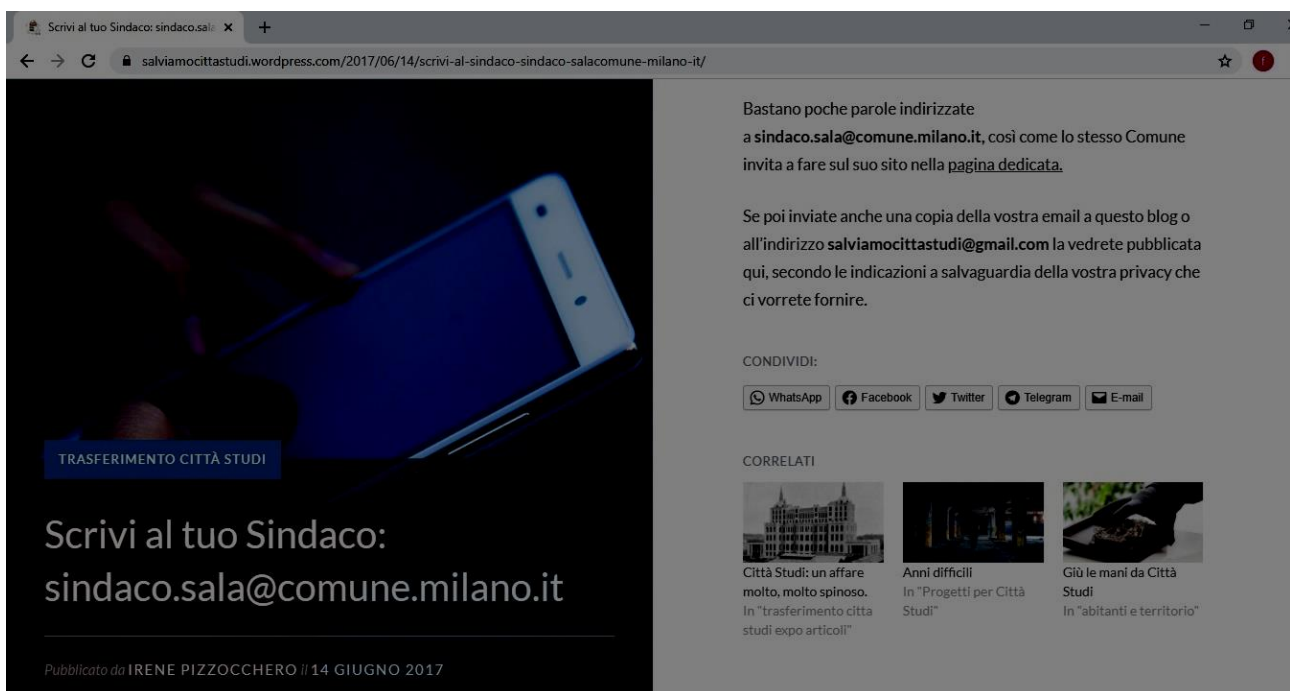 Scrivi al tuo Sindaco: sindaco.sala
salviamocittastudi.wordpress.com/2017/06/14/scrivi-al-sindaco-sindaco-salacomune-milano-it/
TRASFERIMENTO CITTÀ STUDI
Scrivi al tuo Sindaco:
sindaco.sala@comune.milano.it
Pubblicato da IRENE PIZZOCCHERO il 14 GIUGNO 2017
Bastano poche parole indirizzate
a sindaco.sala@comune.milano.it, così come lo stesso Comune
invita a fare sul suo sito nella pagina dedicata.
Se poi inviate anche una copia della vostra email a questo blog o
all'indirizzo salviamocittastudi@gmail.com la vedrete pubblicata
qui, secondo le indicazioni a salvaguardia della vostra privacy che
ci vorrete fornire.
CONDIVIDI:
WhatsApp Facebook Twitter Telegram E-mail
CORRELATI
Città Studi: un affare
molto, molto spinoso.
In "trasferimento citta
studi expo articoli"
Anni difficili
In "Progetti per Città
Studi"
Giù le mani da Città
Studi
In "abitanti e territorio"